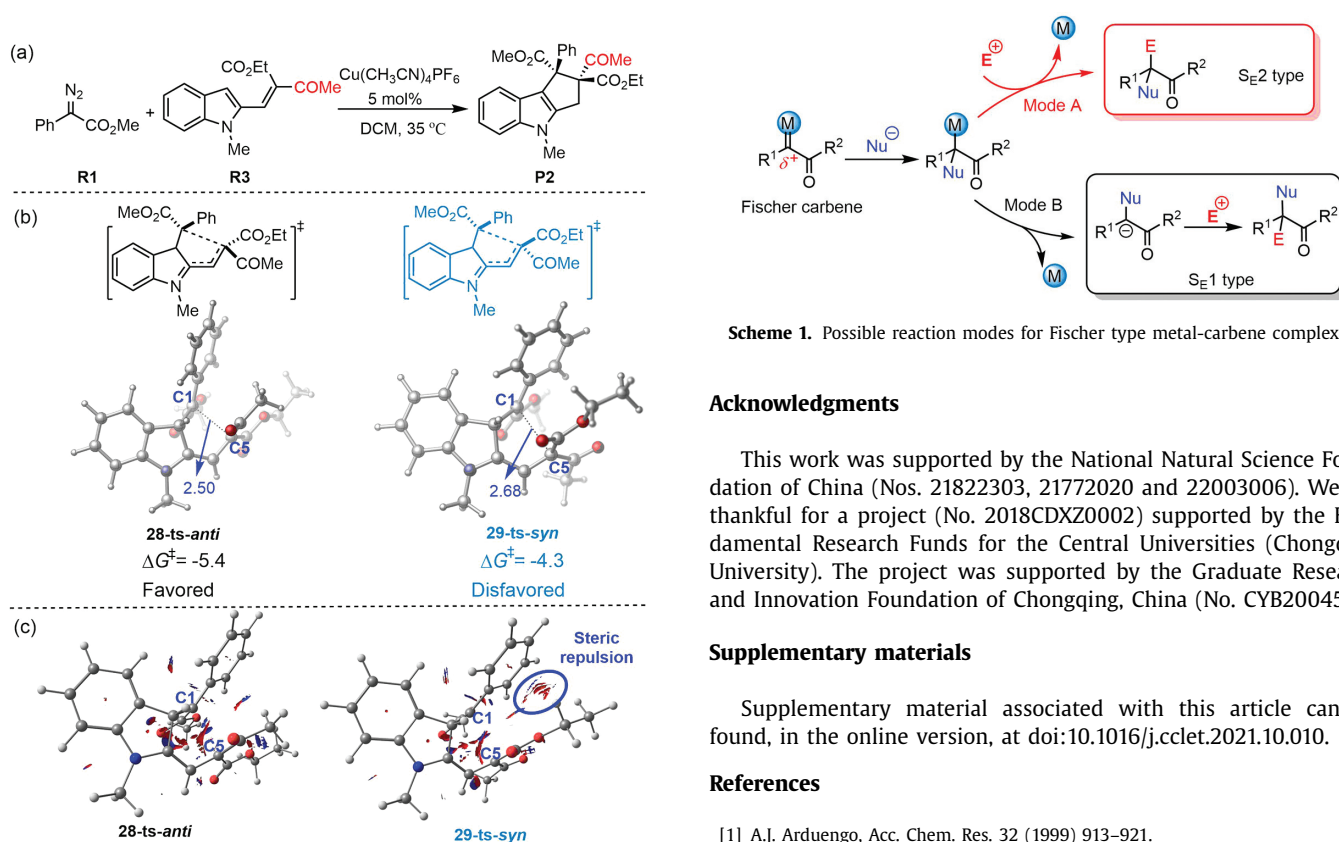 (a)
CO2Et
COMe
N2
Ph
CO2Me
+
N
Me
Cu(CH3CN)4PF6
5 mol%
DCM, 35 °C
MeO2C
Ph
COMe
CO2Et
N
Me
R1
R3
P2
(b)
MeO2C
Ph
CO2Et
COMe
N
Me
‡
MeO2C
Ph
CO2Et
COMe
N
Me
‡
C1
C5
2.50
C1
C5
2.68
28-ts-anti
29-ts-syn
ΔG‡= -5.4
ΔG‡= -4.3
Favored
Disfavored
(c)
Steric
repulsion
C1
C5
C1
C5
28-ts-anti
29-ts-syn
M
R1
δ+
R2
O
Fischer carbene
Nu⊖
M
R1
Nu
R2
O
E⊕
M
Mode A
E
R1
Nu
R2
O
SE2 type
Mode B
M
Nu
R1
⊖
R2
O
E⊕
Nu
R1
E
R2
O
SE1 type
Scheme 1. Possible reaction modes for Fischer type metal-carbene complex
Acknowledgments
This work was supported by the National Natural Science Fo
dation of China (Nos. 21822303, 21772020 and 22003006). We
thankful for a project (No. 2018CDXZ0002) supported by the
damental Research Funds for the Central Universities (Chongq
University). The project was supported by the Graduate Resea
and Innovation Foundation of Chongqing, China (No. CYB20045
Supplementary materials
Supplementary material associated with this article can
found, in the online version, at doi:10.1016/j.cclet.2021.10.010.
References
[1] A.J. Arduengo, Acc. Chem. Res. 32 (1999) 913–921.